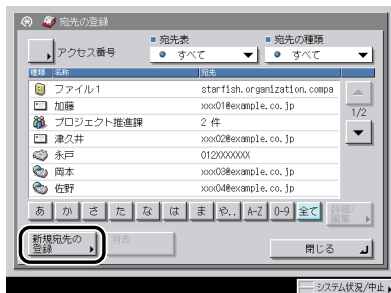 宛先の登録
アクセス番号
■ 宛先表
すべて
■ 宛先の種類
すべて
種類 名称 宛先
ファイル1 starfish.organization.compa
加藤 xxx01@example.co.jp
プロジェクト推進課 2 件
津久井 xxx02@example.co.jp
永戸 012XXXXXXX
岡本 xxx03@example.co.jp
佐野 xxx04@example.co.jp
1/2
あ か さ た な は ま や.. A-Z 0-9 全て 詳細/
編集
新規宛先の
登録
消去
閉じる
システム状況/中止